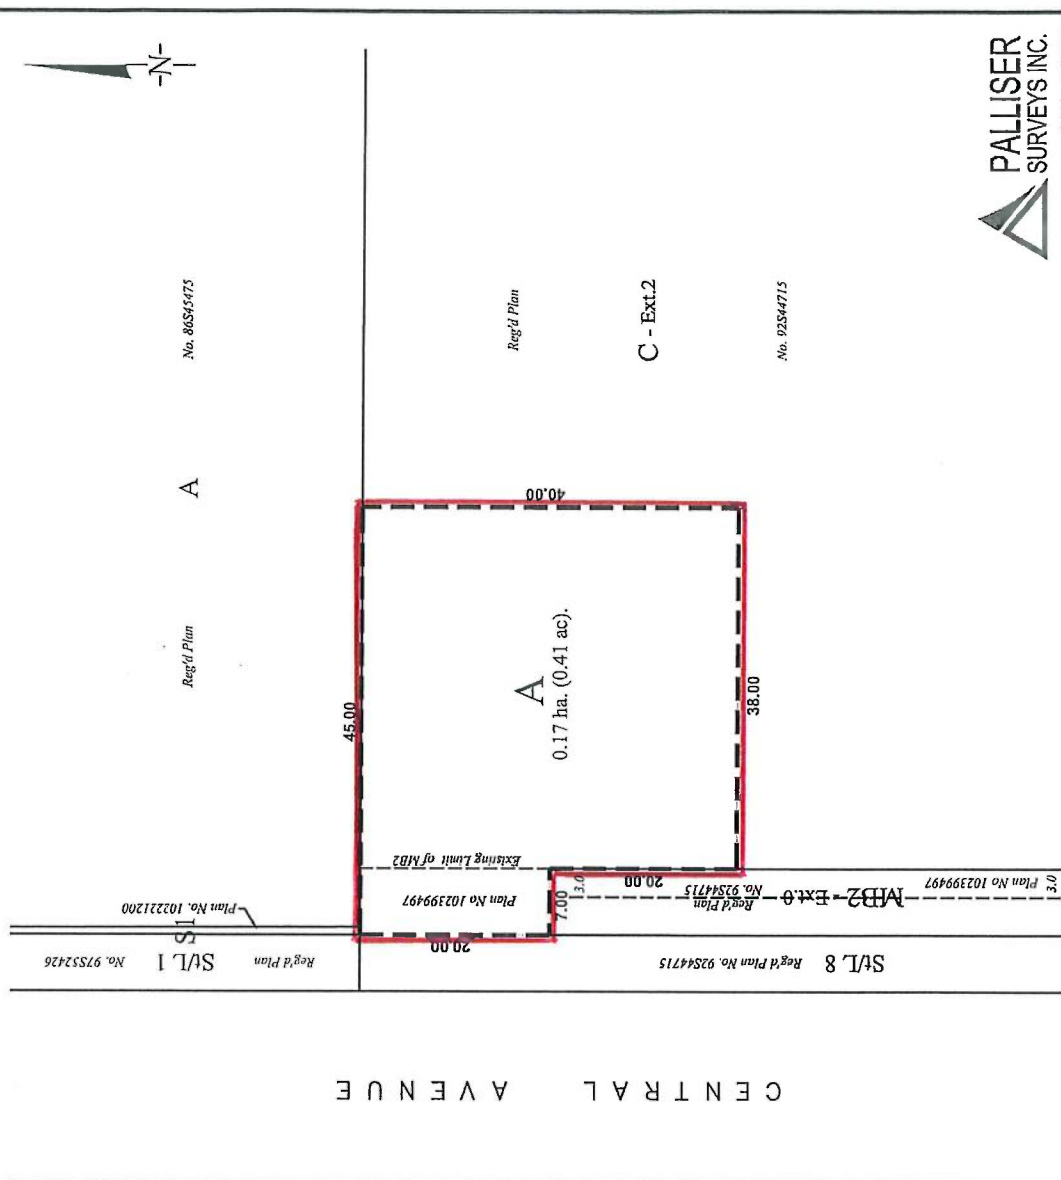 -N-
PALLISER
SURVEYS INC.
No. 86S45475
A
Reg'd Plan
Reg'd Plan
C - Ext.2
No. 92S44715
45.00
40.00
A
0.17 ha. (0.41 ac).
38.00
Existing Limit of MB2
Plan No 102399497
20.00
7.00
3.0
20.00
Reg'd Plan
No. 92S44715
MB2 - Ext.0
Plan No 102399497
3.0
Plan No. 102221200
S1
St/L 1
Reg'd Plan
No. 97S52426
St/L 8
Reg'd Plan No. 92S44715
CENTRAL AVENUE